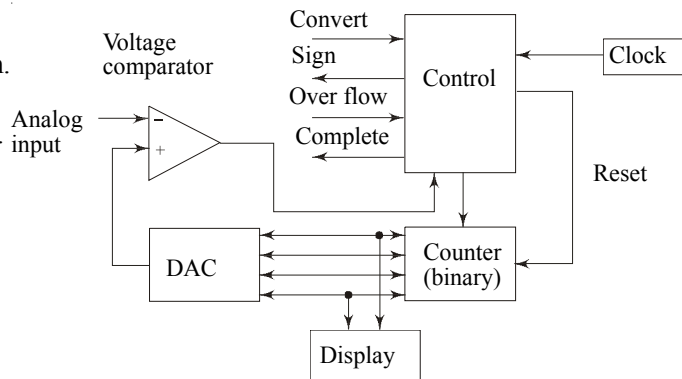 Voltage
comparator
n.
Analog
input
-
+
Convert
Sign
Over flow
Complete
Control
Clock
Reset
DAC
Counter
(binary)
Display